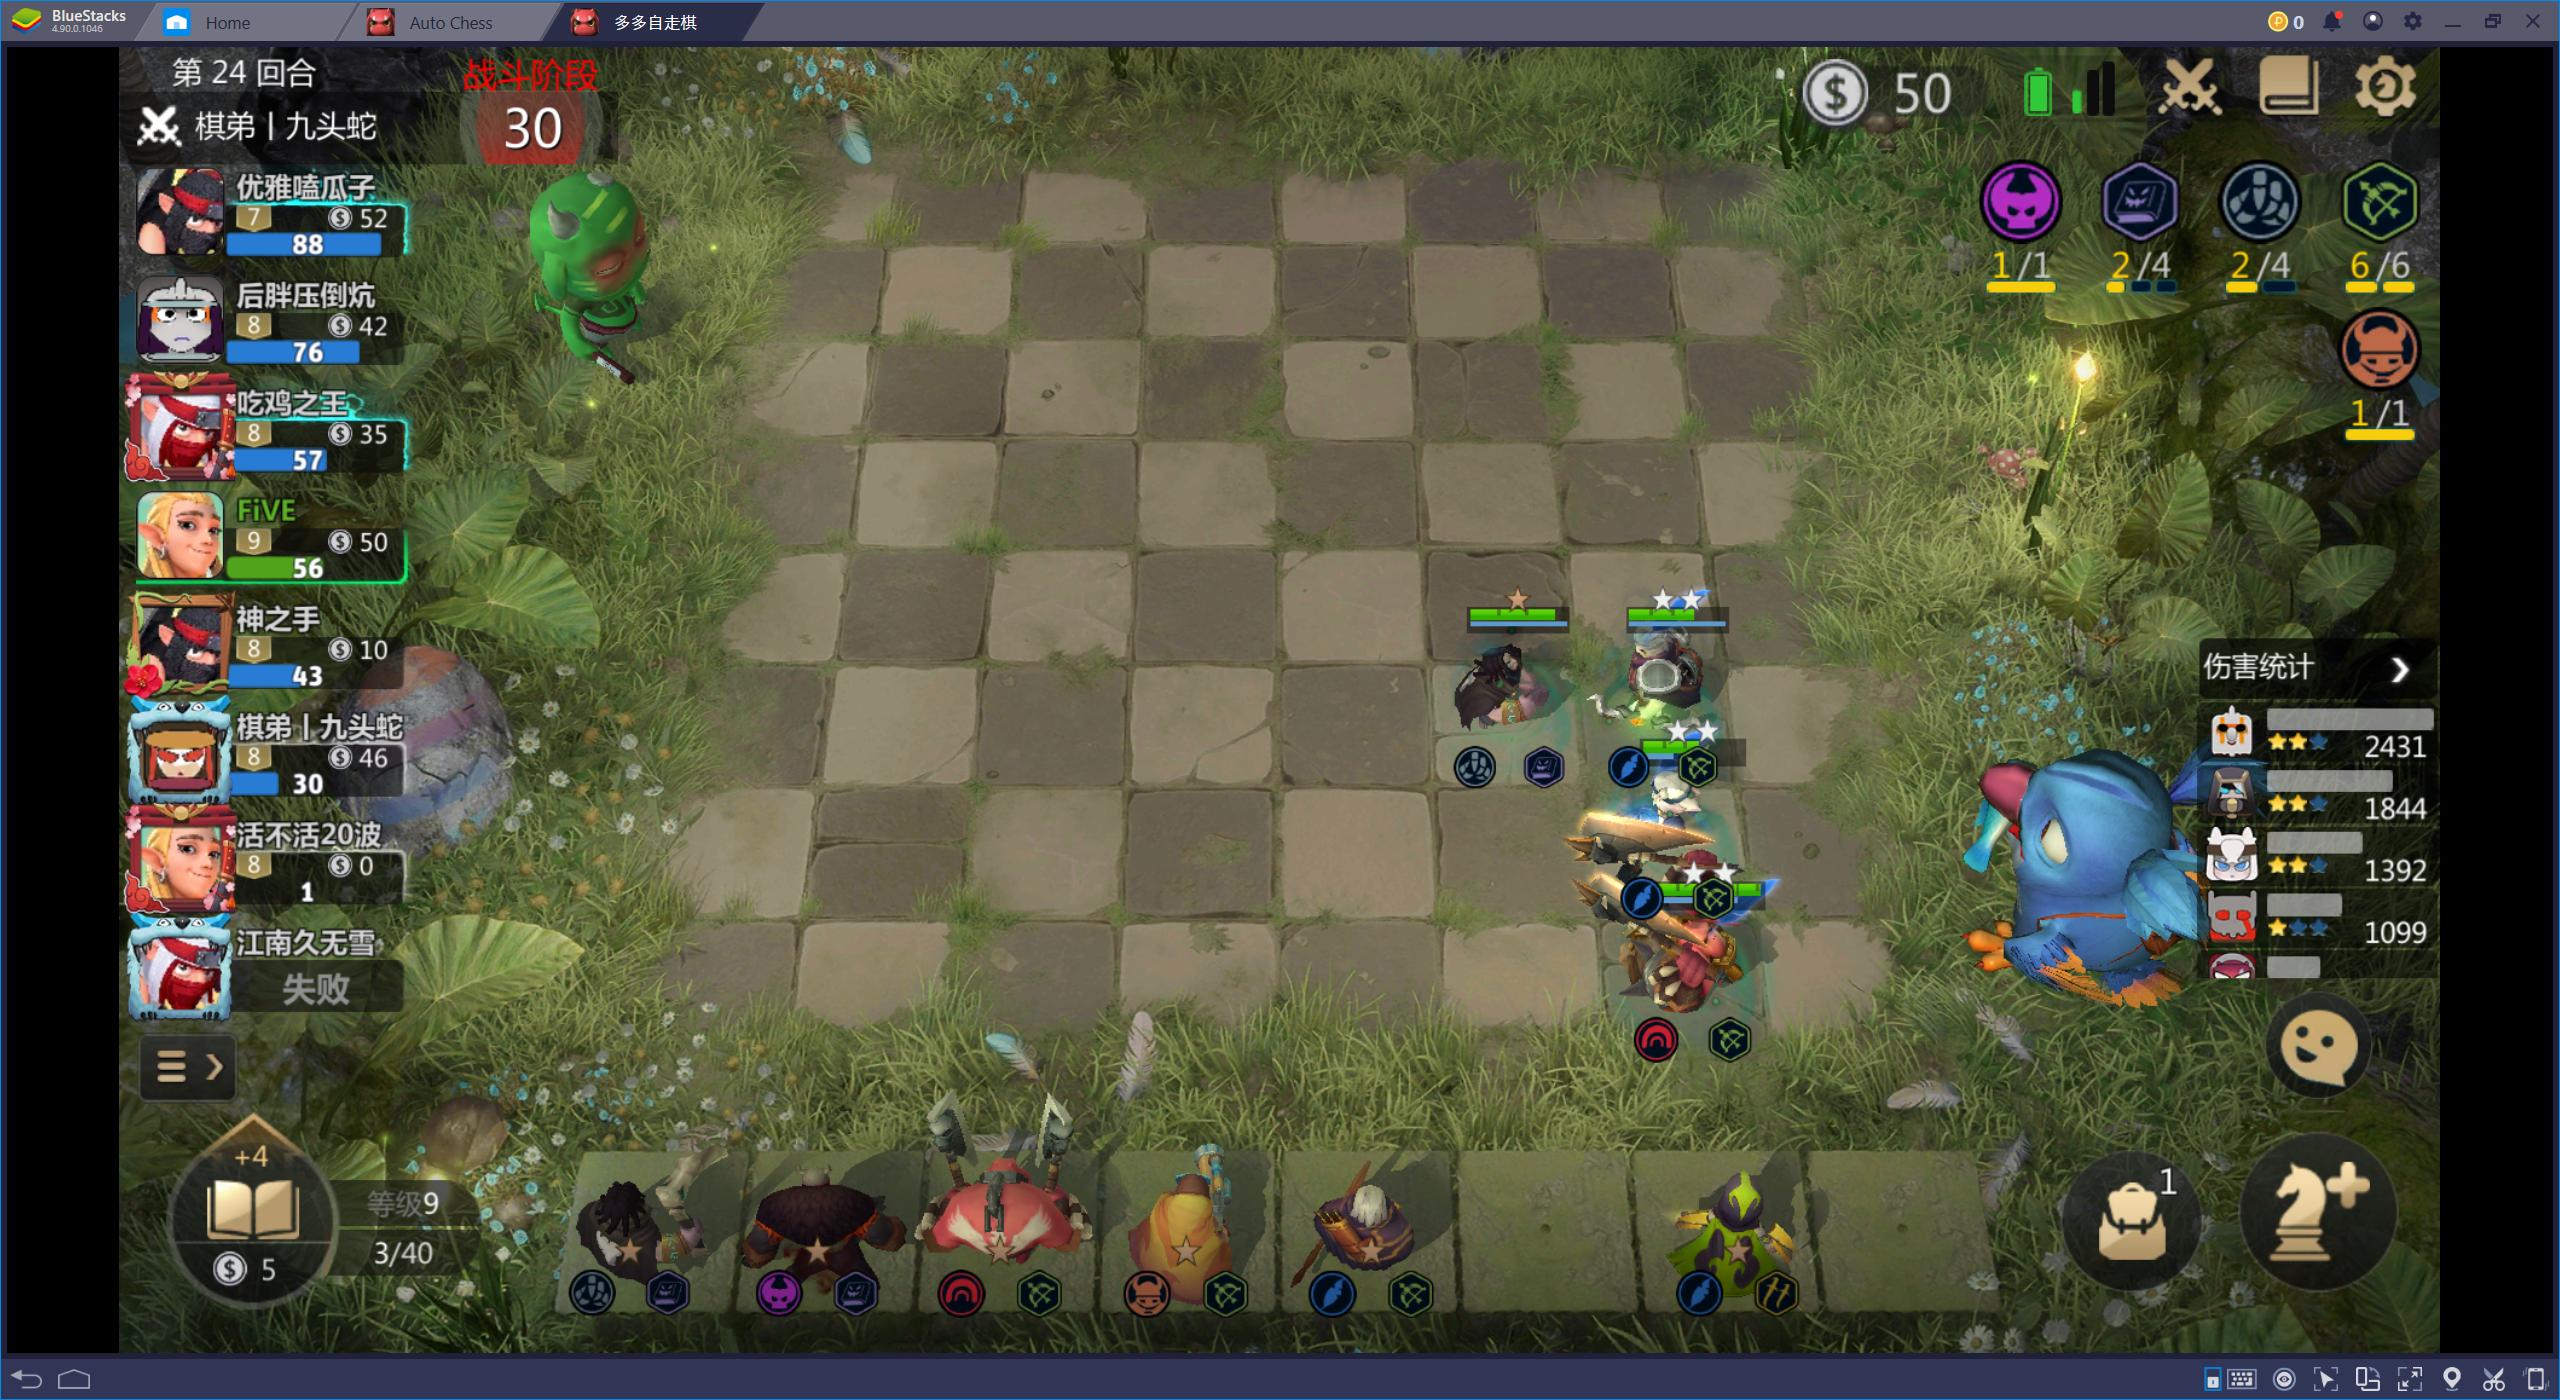 BlueStacks
4.90.0.1046
Home
Auto Chess
多多自走棋
0
第 24 回合
战斗阶段
棋弟丨九头蛇
30
50
优雅嗑瓜子
7
52
88
后胖压倒炕
8
42
76
吃鸡之王
8
35
57
FiVE
9
50
56
神之手
8
10
43
棋弟丨九头蛇
8
46
30
活不活20波
8
0
1
江南久无雪
失败
1/1
2/4
2/4
6/6
1/1
伤害统计
2431
1844
1392
1099
+4
5
等级9
3/40
1